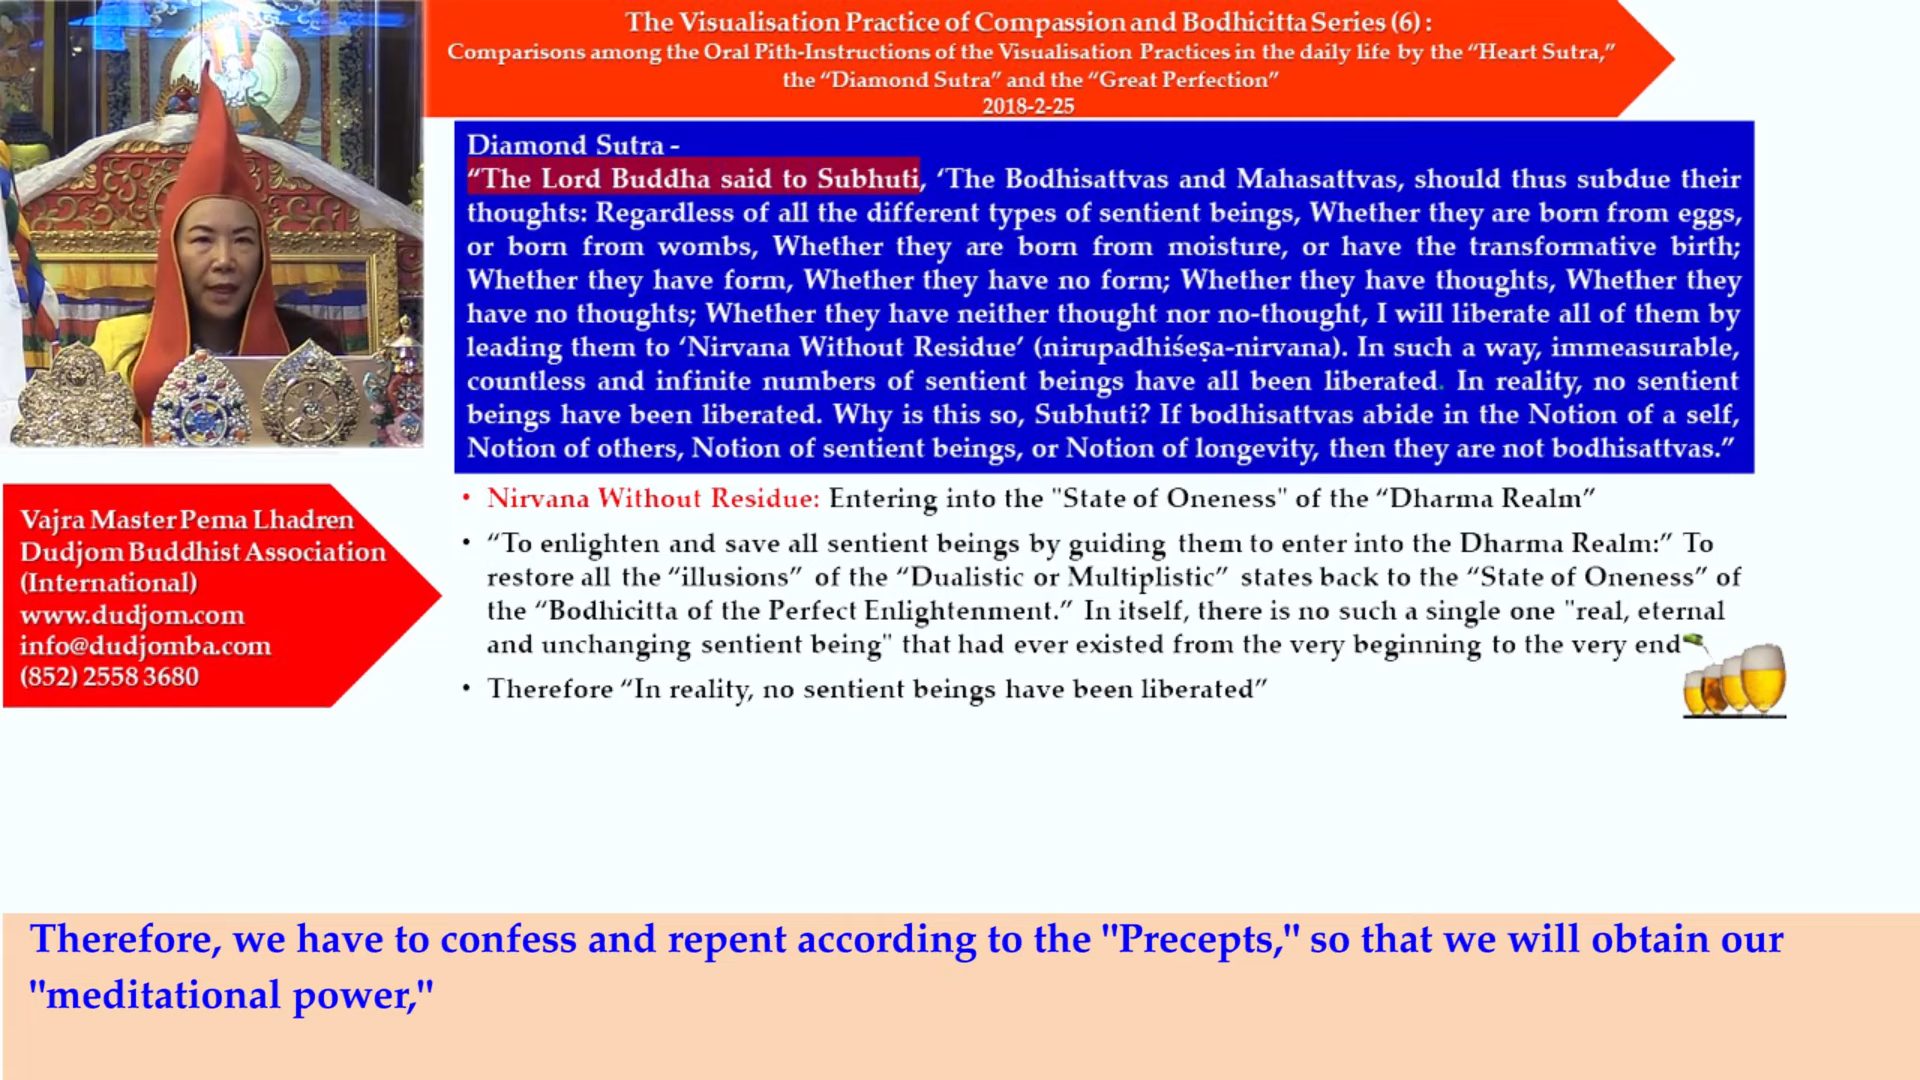 The Visualisation Practice of Compassion and Bodhicitta Series (6) :
Comparisons among the Oral Pith-Instructions of the Visualisation Practices in the daily life by the “Heart Sutra,”
the “Diamond Sutra” and the “Great Perfection”
2018-2-25
Diamond Sutra -
“The Lord Buddha said to Subhuti, ‘The Bodhisattvas and Mahasattvas, should thus subdue their
thoughts: Regardless of all the different types of sentient beings, Whether they are born from eggs,
or born from wombs, Whether they are born from moisture, or have the transformative birth;
Whether they have form, Whether they have no form; Whether they have thoughts, Whether they
have no thoughts; Whether they have neither thought nor no-thought, I will liberate all of them by
leading them to ‘Nirvana Without Residue’ (nirupadhiśeṣa-nirvana). In such a way, immeasurable,
countless and infinite numbers of sentient beings have all been liberated. In reality, no sentient
beings have been liberated. Why is this so, Subhuti? If bodhisattvas abide in the Notion of a self,
Notion of others, Notion of sentient beings, or Notion of longevity, then they are not bodhisattvas.”
• Nirvana Without Residue: Entering into the "State of Oneness" of the “Dharma Realm”
• “To enlighten and save all sentient beings by guiding them to enter into the Dharma Realm:” To
restore all the “illusions” of the “Dualistic or Multiplistic” states back to the “State of Oneness” of
the “Bodhicitta of the Perfect Enlightenment.” In itself, there is no such a single one "real, eternal
and unchanging sentient being" that had ever existed from the very beginning to the very end
• Therefore “In reality, no sentient beings have been liberated”
Vajra Master Pema Lhadren
Dudjom Buddhist Association
(International)
www.dudjom.com
info@dudjomba.com
(852) 2558 3680
Therefore, we have to confess and repent according to the "Precepts," so that we will obtain our
"meditational power,"